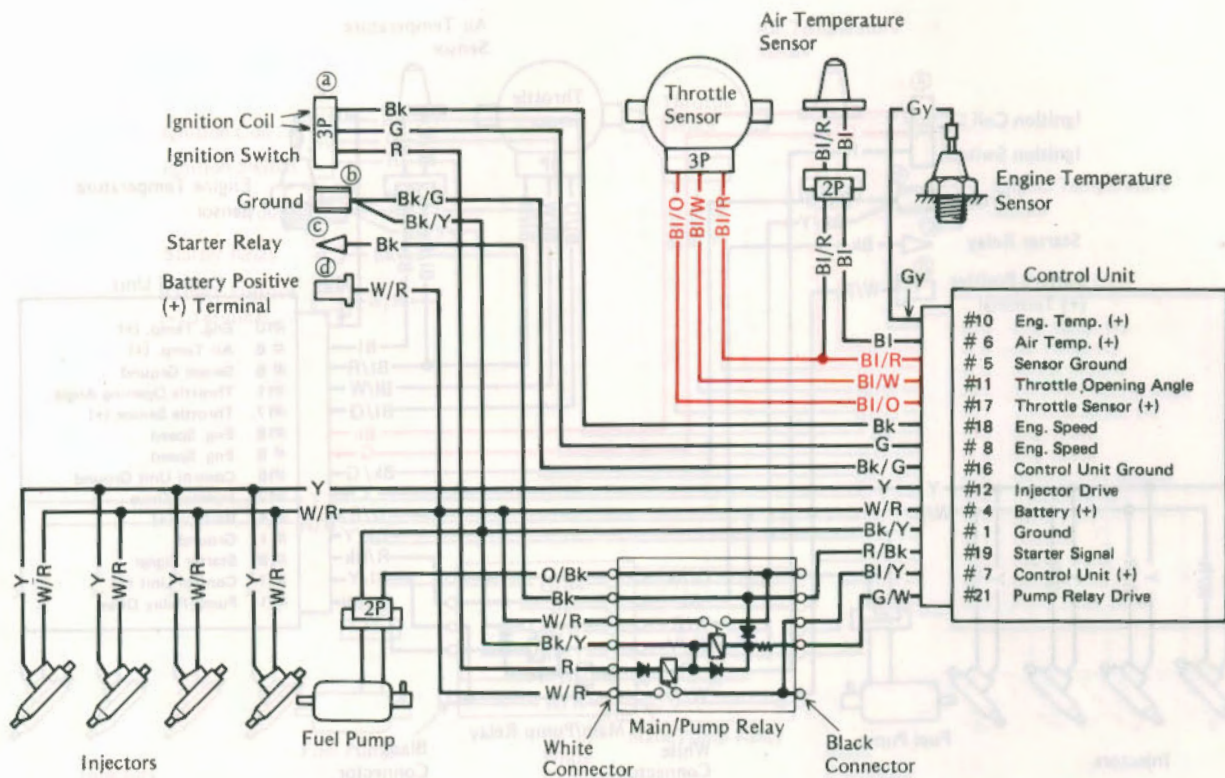 Air Temperature
Sensor
ⓐ
Ignition Coil
Ignition Switch
3P
Bk
G
R
ⓑ
Ground
Bk/G
Bk/Y
ⓒ
Starter Relay
Bk
ⓓ
Battery Positive
(+) Terminal
W/R
Throttle
Sensor
3P
Bl/O
Bl/W
Bl/R
Bl/R
Bl
2P
Bl/R
Bl
Gy
Engine Temperature
Sensor
Gy
Control Unit
Bl
Bl/R
Bl/W
Bl/O
Bk
G
Bk/G
Y
W/R
Bk/Y
R/Bk
Bl/Y
G/W
#10 Eng. Temp. (+)
# 6 Air Temp. (+)
# 5 Sensor Ground
#11 Throttle Opening Angle
#17 Throttle Sensor (+)
#18 Eng. Speed
# 8 Eng. Speed
#16 Control Unit Ground
#12 Injector Drive
# 4 Battery (+)
# 1 Ground
#19 Starter Signal
# 7 Control Unit (+)
#21 Pump Relay Drive
Y
W/R
Y
W/R
Y
W/R
Y
W/R
Y
W/R
2P
O/Bk
Bk
W/R
Bk/Y
R
W/R
Injectors
Fuel Pump
White
Connector
Main/Pump Relay
Black
Connector